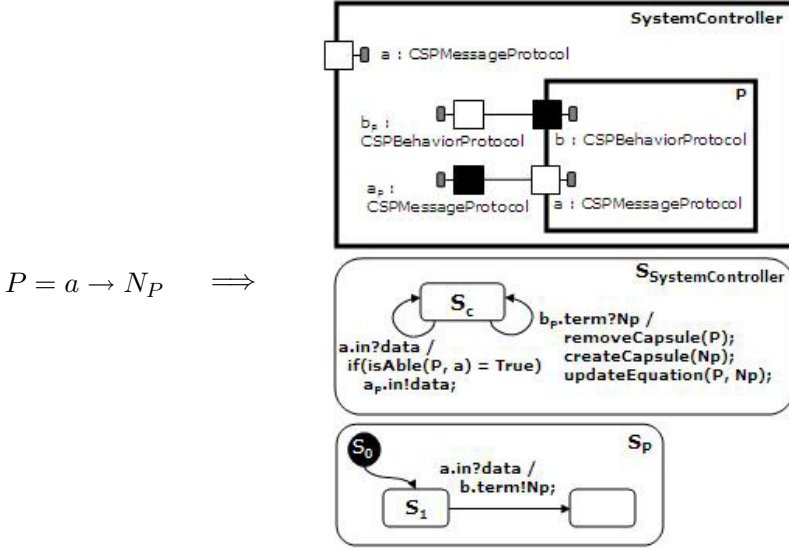 SystemController
a : CSPMessageProtocol
P
b_P :
CSPBehaviorProtocol
b : CSPBehaviorProtocol
a_P :
CSPMessageProtocol
a : CSPMessageProtocol
P = a → N_P ⟹
S_SystemController
S_c
a.in?data /
if(isAble(P, a) = True)
a_P.in!data;
b_P.term?Np /
removeCapsule(P);
createCapsule(Np);
updateEquation(P, Np);
S_P
S_0
a.in?data /
b.term!Np;
S_1